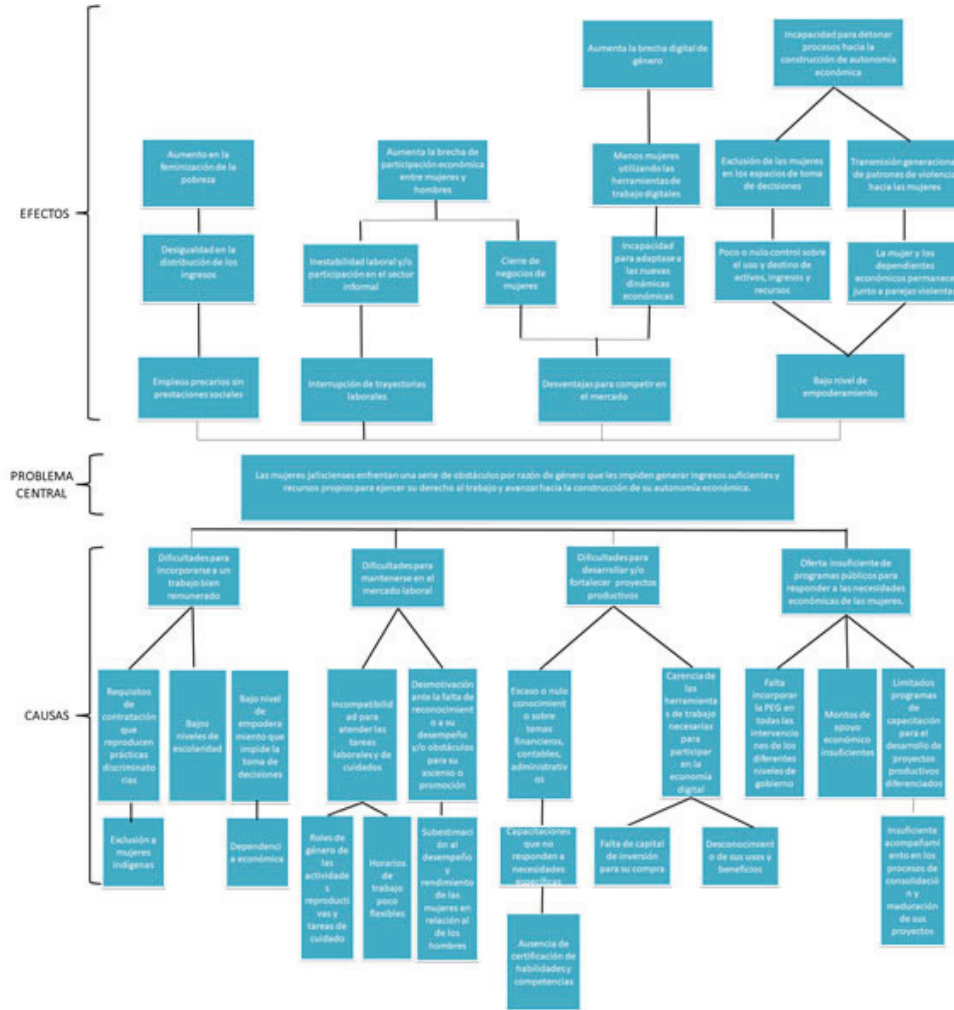 Aumenta la brecha digital de
género
Incapacidad para detonar
procesos hacia la
construcción de autonomía
económica
Aumento en la
feminización de la
pobreza
Aumenta la brecha de
participación económica
entre mujeres y
hombres
Menos mujeres
utilizando las
herramientas de
trabajo digitales
Exclusión de las mujeres
en los espacios de toma
de decisiones
Transmisión generacional
de patrones de violencia
hacia las mujeres
EFECTOS
Desigualdad en la
distribución de los
ingresos
Inestabilidad laboral y/o
participación en el sector
informal
Cierre de
negocios de
mujeres
Incapacidad
para adaptase a
las nuevas
dinámicas
económicas
Poco o nulo control sobre
el uso y destino de
activos, ingresos y
recursos
La mujer y los
dependientes
económicos permanecen
junto a parejas violentas
Empleos precarios sin
prestaciones sociales
Interrupción de trayectorias
laborales
Desventajas para competir en
el mercado
Bajo nivel de
empoderamiento
PROBLEMA
CENTRAL
Las mujeres jaliscienses enfrentan una serie de obstáculos por razón de género que les impiden generar ingresos suficientes y
recursos propios para ejercer su derecho al trabajo y avanzar hacia la construcción de su autonomía económica.
CAUSAS
Dificultades para
incorporarse a un
trabajo bien
remunerado
Dificultades para
mantenerse en el
mercado laboral
Dificultades para
desarrollar y/o
fortalecer proyectos
productivos
Oferta insuficiente de
programas públicos para
responder a las necesidades
económicas de las mujeres.
Requisitos de
contratación
que
reproducen
prácticas
discriminato
rias
Bajos
niveles de
escolaridad
Bajo nivel de
empodera
miento que
impide la
toma de
decisiones
Incompatibilid
ad para
atender las
tareas
laborales y de
cuidados
Desmotivación
ante la falta de
reconocimient
o a su
desempeño
y/o obstáculos
para su
ascenso o
promoción
Escaso o nulo
conocimiento
sobre
temas
financieros,
contables,
administrativ
os
Carencia de
las
herramienta
s de trabajo
necesarias
para
participar
en la
economía
digital
Falta
incorporar
la PEG en
todas las
intervencio
nes de los
diferentes
niveles de
gobierno
Montos de
apoyo
económico
insuficientes
Limitados
programas
de
capacitación
para el
desarrollo de
proyectos
productivos
diferenciados
Exclusión a
mujeres
indígenas
Dependenci
a económica
Roles de
género de
las
actividades
reproducti
vas y
tareas de
cuidado
Horarios
de trabajo
poco
flexibles
Subestimaci
ón al
desempeño
y
rendimiento
de las
mujeres en
relación al
de los
hombres
Capacitaciones
que no
responden a
necesidades
específicas
Falta de capital
de inversión
para su compra
Desconocimient
o de sus usos y
beneficios
Insuficiente
acompañam
iento en los
procesos de
consolidació
n y
maduración
de sus
proyectos
Ausencia de
certificación de
habilidades y
competencias